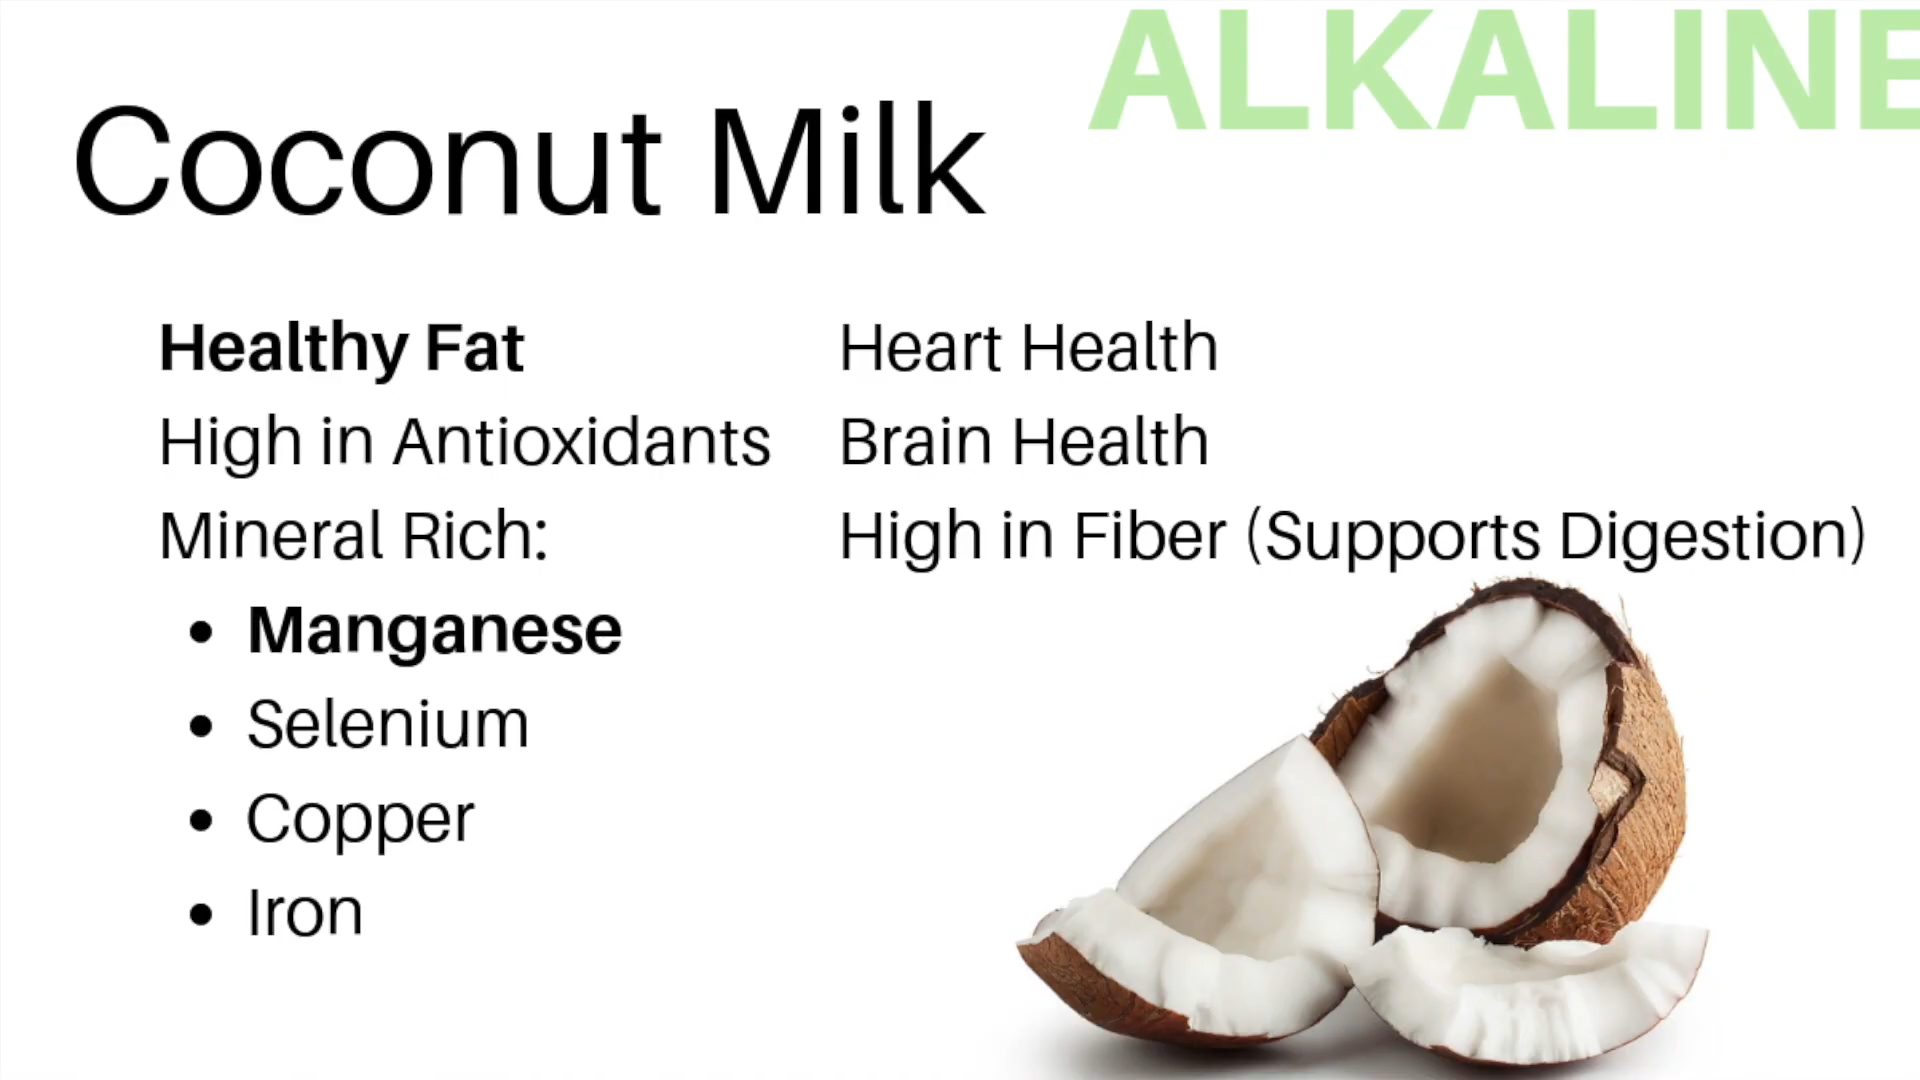 ALKALINE
Coconut Milk
Healthy Fat
High in Antioxidants
Mineral Rich:
• Manganese
• Selenium
• Copper
• Iron
Heart Health
Brain Health
High in Fiber (Supports Digestion)